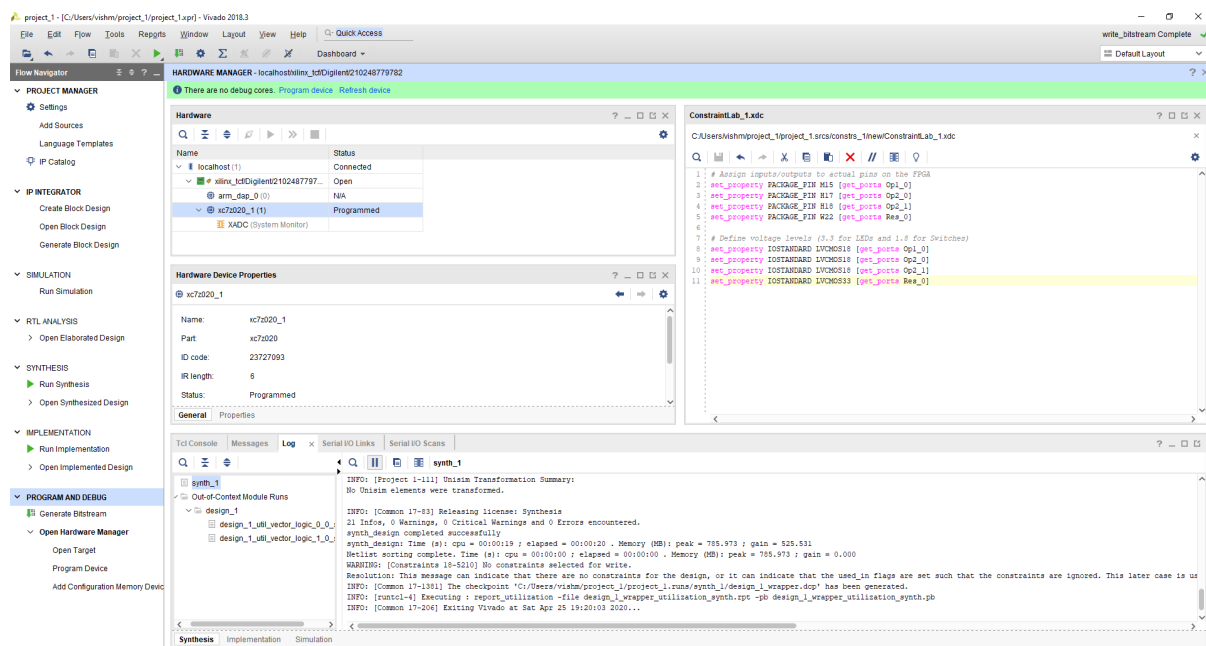 project_1 - [C:/Users/vishm/project_1/project_1.xpr] - Vivado 2018.3
File Edit Flow Tools Reports Window Layout View Help Quick Access
write_bitstream Complete
Dashboard
Default Layout
Flow Navigator
PROJECT MANAGER
Settings
Add Sources
Language Templates
IP Catalog
IP INTEGRATOR
Create Block Design
Open Block Design
Generate Block Design
SIMULATION
Run Simulation
RTL ANALYSIS
Open Elaborated Design
SYNTHESIS
Run Synthesis
Open Synthesized Design
IMPLEMENTATION
Run Implementation
Open Implemented Design
PROGRAM AND DEBUG
Generate Bitstream
Open Hardware Manager
Open Target
Program Device
Add Configuration Memory Devic
HARDWARE MANAGER - localhost/xilinx_tcf/Digilent/210248779782
There are no debug cores. Program device Refresh device
Hardware
Name Status
localhost (1) Connected
xilinx_tcf/Digilent/2102487797... Open
arm_dap_0 (0) N/A
xc7z020_1 (1) Programmed
XADC (System Monitor)
Hardware Device Properties
xc7z020_1
Name: xc7z020_1
Part: xc7z020
ID code: 23727093
IR length: 6
Status: Programmed
General Properties
ConstraintLab_1.xdc
C:/Users/vishm/project_1/project_1.srcs/constrs_1/new/ConstraintLab_1.xdc
1 # Assign inputs/outputs to actual pins on the FPGA
2 set_property PACKAGE_PIN M15 [get_ports Op1_0]
3 set_property PACKAGE_PIN H17 [get_ports Op2_0]
4 set_property PACKAGE_PIN H18 [get_ports Op2_1]
5 set_property PACKAGE_PIN W22 [get_ports Res_0]
6
7 # Define voltage levels (3.3 for LEDs and 1.8 for Switches)
8 set_property IOSTANDARD LVCMOS18 [get_ports Op1_0]
9 set_property IOSTANDARD LVCMOS18 [get_ports Op2_0]
10 set_property IOSTANDARD LVCMOS18 [get_ports Op2_1]
11 set_property IOSTANDARD LVCMOS33 [get_ports Res_0]
Tcl Console Messages Log Serial I/O Links Serial I/O Scans
synth_1
Out-of-Context Module Runs
design_1
design_1_util_vector_logic_0_0_s
design_1_util_vector_logic_1_0_s
synth_1
INFO: [Project 1-111] Unisim Transformation Summary:
No Unisim elements were transformed.
INFO: [Common 17-83] Releasing license: Synthesis
21 Infos, 0 Warnings, 0 Critical Warnings and 0 Errors encountered.
synth_design completed successfully
synth_design: Time (s): cpu = 00:00:19 ; elapsed = 00:00:20 . Memory (MB): peak = 785.973 ; gain = 525.531
Netlist sorting complete. Time (s): cpu = 00:00:00 ; elapsed = 00:00:00 . Memory (MB): peak = 785.973 ; gain = 0.000
WARNING: [Constraints 18-5210] No constraints selected for write.
Resolution: This message can indicate that there are no constraints for the design, or it can indicate that the used_in flags are set such that the constraints are ignored. This later case is us
INFO: [Common 17-1381] The checkpoint 'C:/Users/vishm/project_1/project_1.runs/synth_1/design_1_wrapper.dcp' has been generated.
INFO: [runtcl-4] Executing : report_utilization -file design_1_wrapper_utilization_synth.rpt -pb design_1_wrapper_utilization_synth.pb
INFO: [Common 17-206] Exiting Vivado at Sat Apr 25 19:20:03 2020...
Synthesis Implementation Simulation